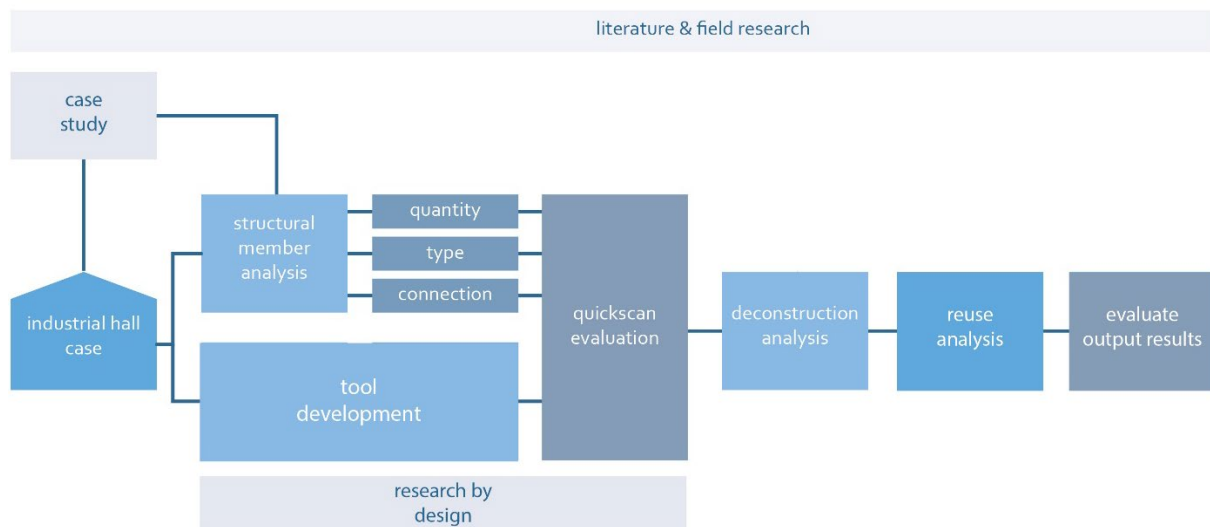 literature & field research
case
study
structural
member
analysis
quantity
type
connection
industrial hall
case
quickscan
evaluation
deconstruction
analysis
reuse
analysis
evaluate
output results
tool
development
research by
design